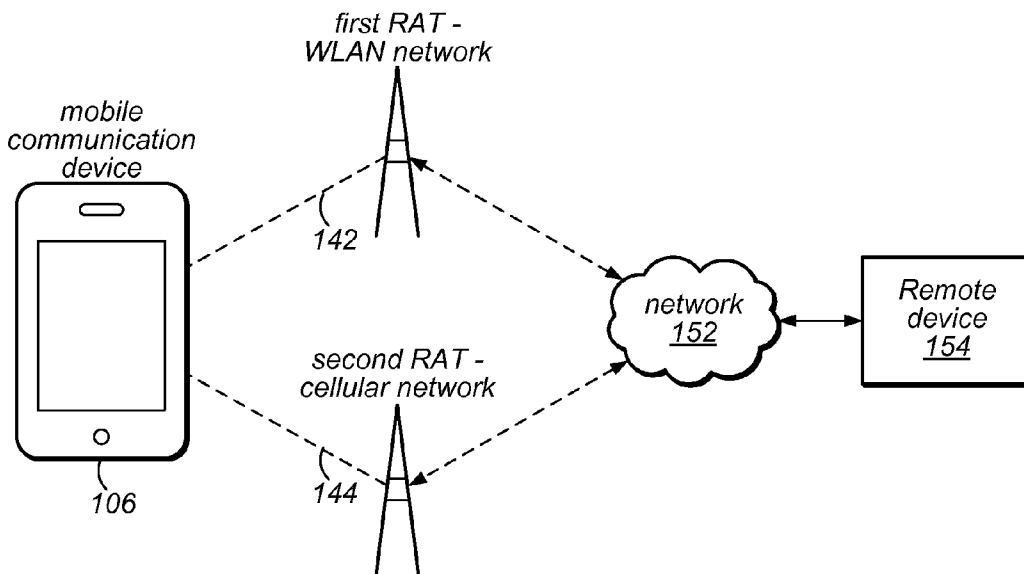 first RAT -
WLAN network
mobile
communication
device
142
network
152
Remote
device
154
second RAT -
cellular network
144
106